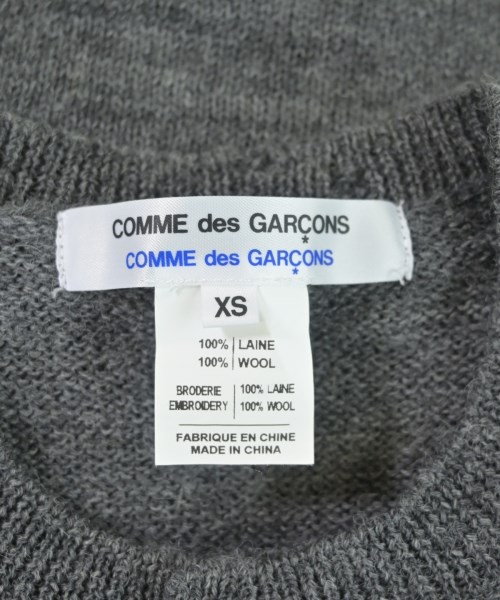 COMME des GARÇONS
COMME des GARÇONS
XS
100% | LAINE
100% | WOOL
BRODERIE | 100% LAINE
EMBROIDERY | 100% WOOL
FABRIQUE EN CHINE
MADE IN CHINA